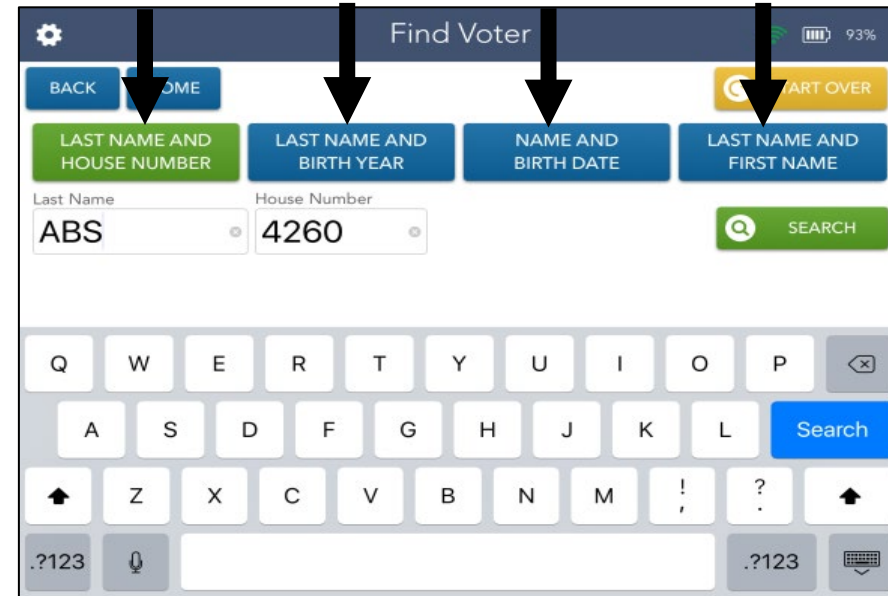 Find Voter
93%
BACK
OME
TART OVER
LAST NAME AND
HOUSE NUMBER
LAST NAME AND
BIRTH YEAR
NAME AND
BIRTH DATE
LAST NAME AND
FIRST NAME
Last Name
House Number
ABS
4260
SEARCH
Q W E R T Y U I O P
A S D F G H J K L Search
Z X C V B N M ! , ? .
.?123 .?123